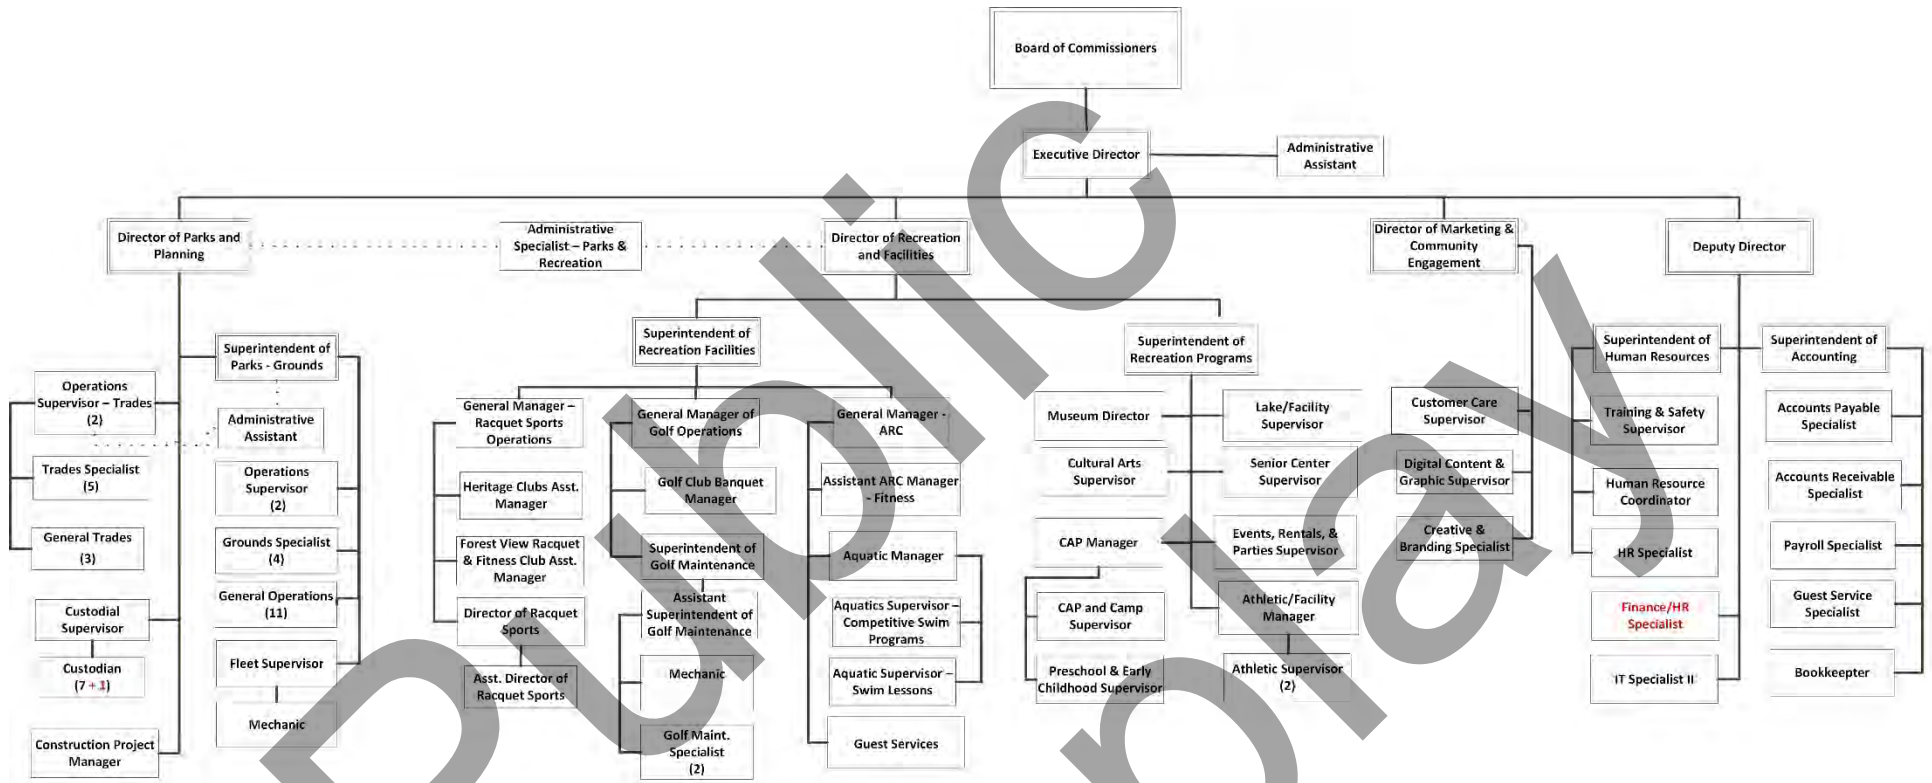 Board of Commissioners
Executive Director
Administrative
Assistant
Director of Parks and
Planning
Administrative
Specialist – Parks &
Recreation
Director of Recreation
and Facilities
Director of Marketing &
Community
Engagement
Deputy Director
Operations
Supervisor – Trades
(2)
Trades Specialist
(5)
General Trades
(3)
Custodial
Supervisor
Custodian
(7 + 1)
Construction Project
Manager
Superintendent of
Parks - Grounds
Administrative
Assistant
Operations
Supervisor
(2)
Grounds Specialist
(4)
General Operations
(11)
Fleet Supervisor
Mechanic
Superintendent of
Recreation Facilities
General Manager –
Racquet Sports
Operations
Heritage Clubs Asst.
Manager
Forest View Racquet
& Fitness Club Asst.
Manager
Director of Racquet
Sports
Asst. Director of
Racquet Sports
General Manager of
Golf Operations
Golf Club Banquet
Manager
Superintendent of
Golf Maintenance
Assistant
Superintendent of
Golf Maintenance
Mechanic
Golf Maint.
Specialist
(2)
General Manager -
ARC
Assistant ARC Manager
- Fitness
Aquatic Manager
Aquatics Supervisor –
Competitive Swim
Programs
Aquatic Supervisor –
Swim Lessons
Guest Services
Superintendent of
Recreation Programs
Museum Director
Cultural Arts
Supervisor
CAP Manager
CAP and Camp
Supervisor
Preschool & Early
Childhood Supervisor
Lake/Facility
Supervisor
Senior Center
Supervisor
Events, Rentals, &
Parties Supervisor
Athletic/Facility
Manager
Athletic Supervisor
(2)
Customer Care
Supervisor
Digital Content &
Graphic Supervisor
Creative &
Branding Specialist
Superintendent of
Human Resources
Training & Safety
Supervisor
Human Resource
Coordinator
HR Specialist
Finance/HR
Specialist
IT Specialist II
Superintendent of
Accounting
Accounts Payable
Specialist
Accounts Receivable
Specialist
Payroll Specialist
Guest Service
Specialist
Bookkeeper
Public
play